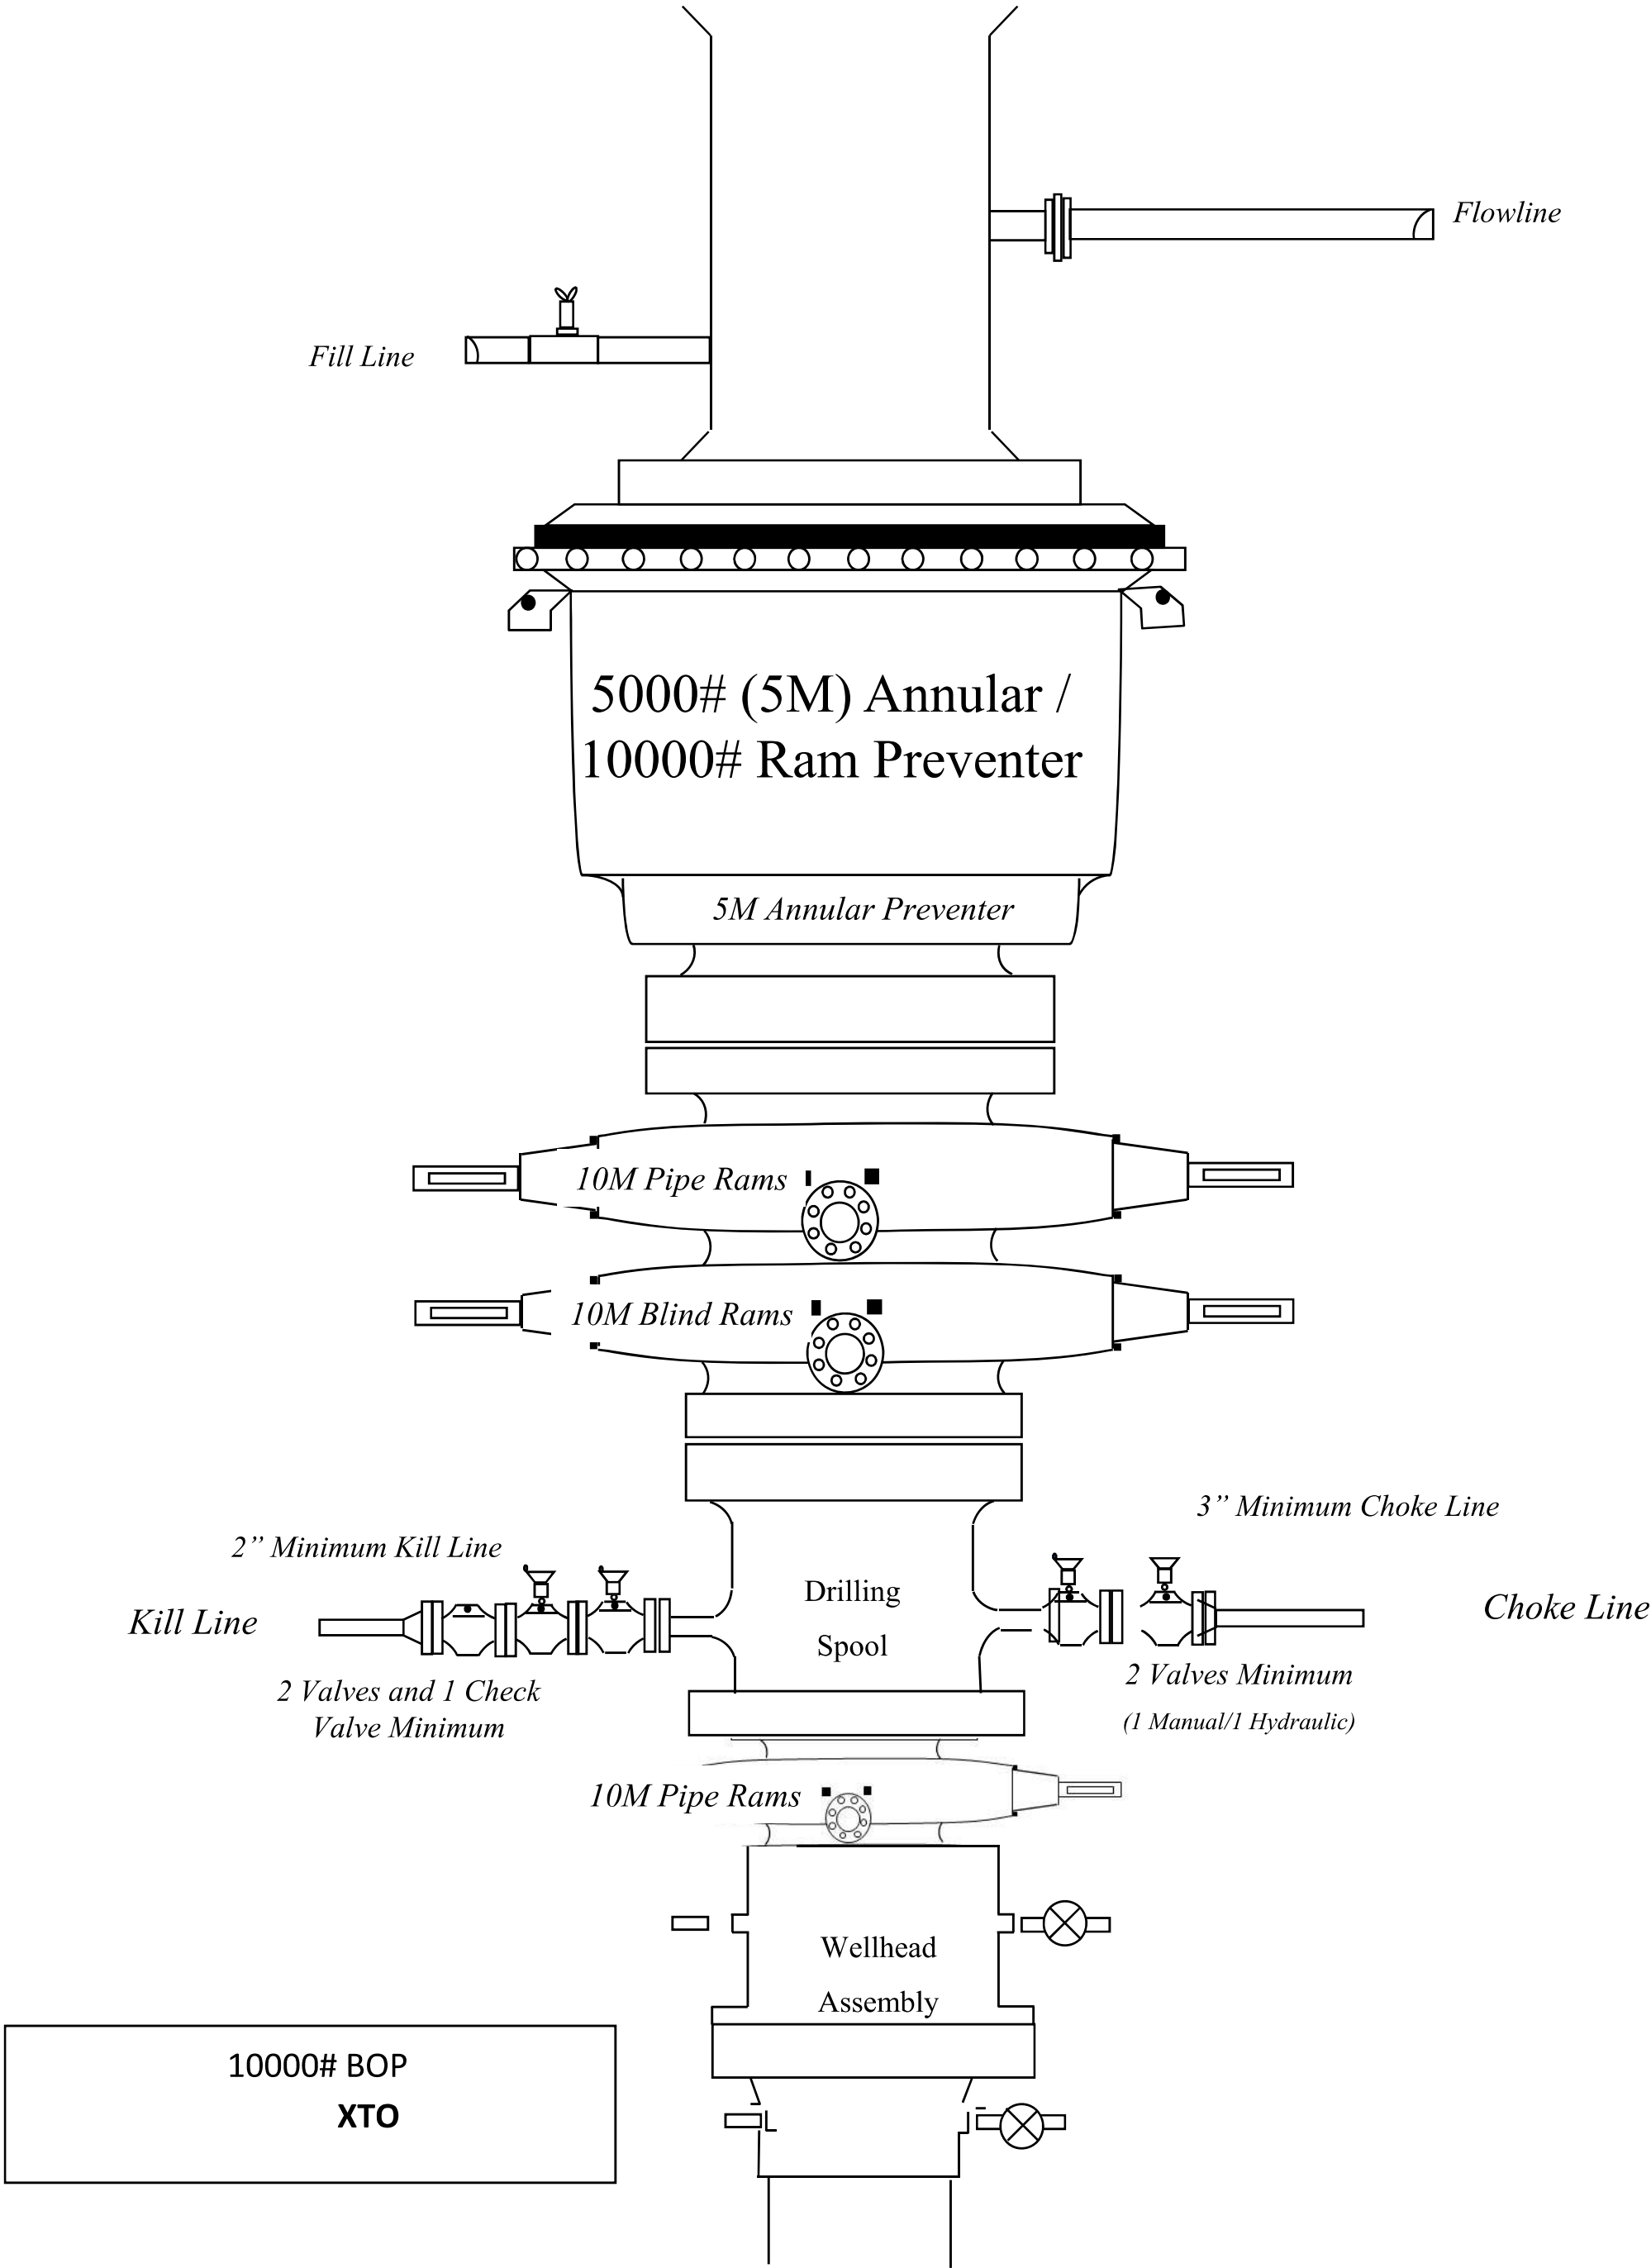 Flowline
Fill Line
5000# (5M) Annular /
10000# Ram Preventer
5M Annular Preventer
10M Pipe Rams
10M Blind Rams
3” Minimum Choke Line
2” Minimum Kill Line
Drilling
Spool
Kill Line
Choke Line
2 Valves and 1 Check
Valve Minimum
2 Valves Minimum
(1 Manual/1 Hydraulic)
10M Pipe Rams
Wellhead
Assembly
10000# BOP
XTO